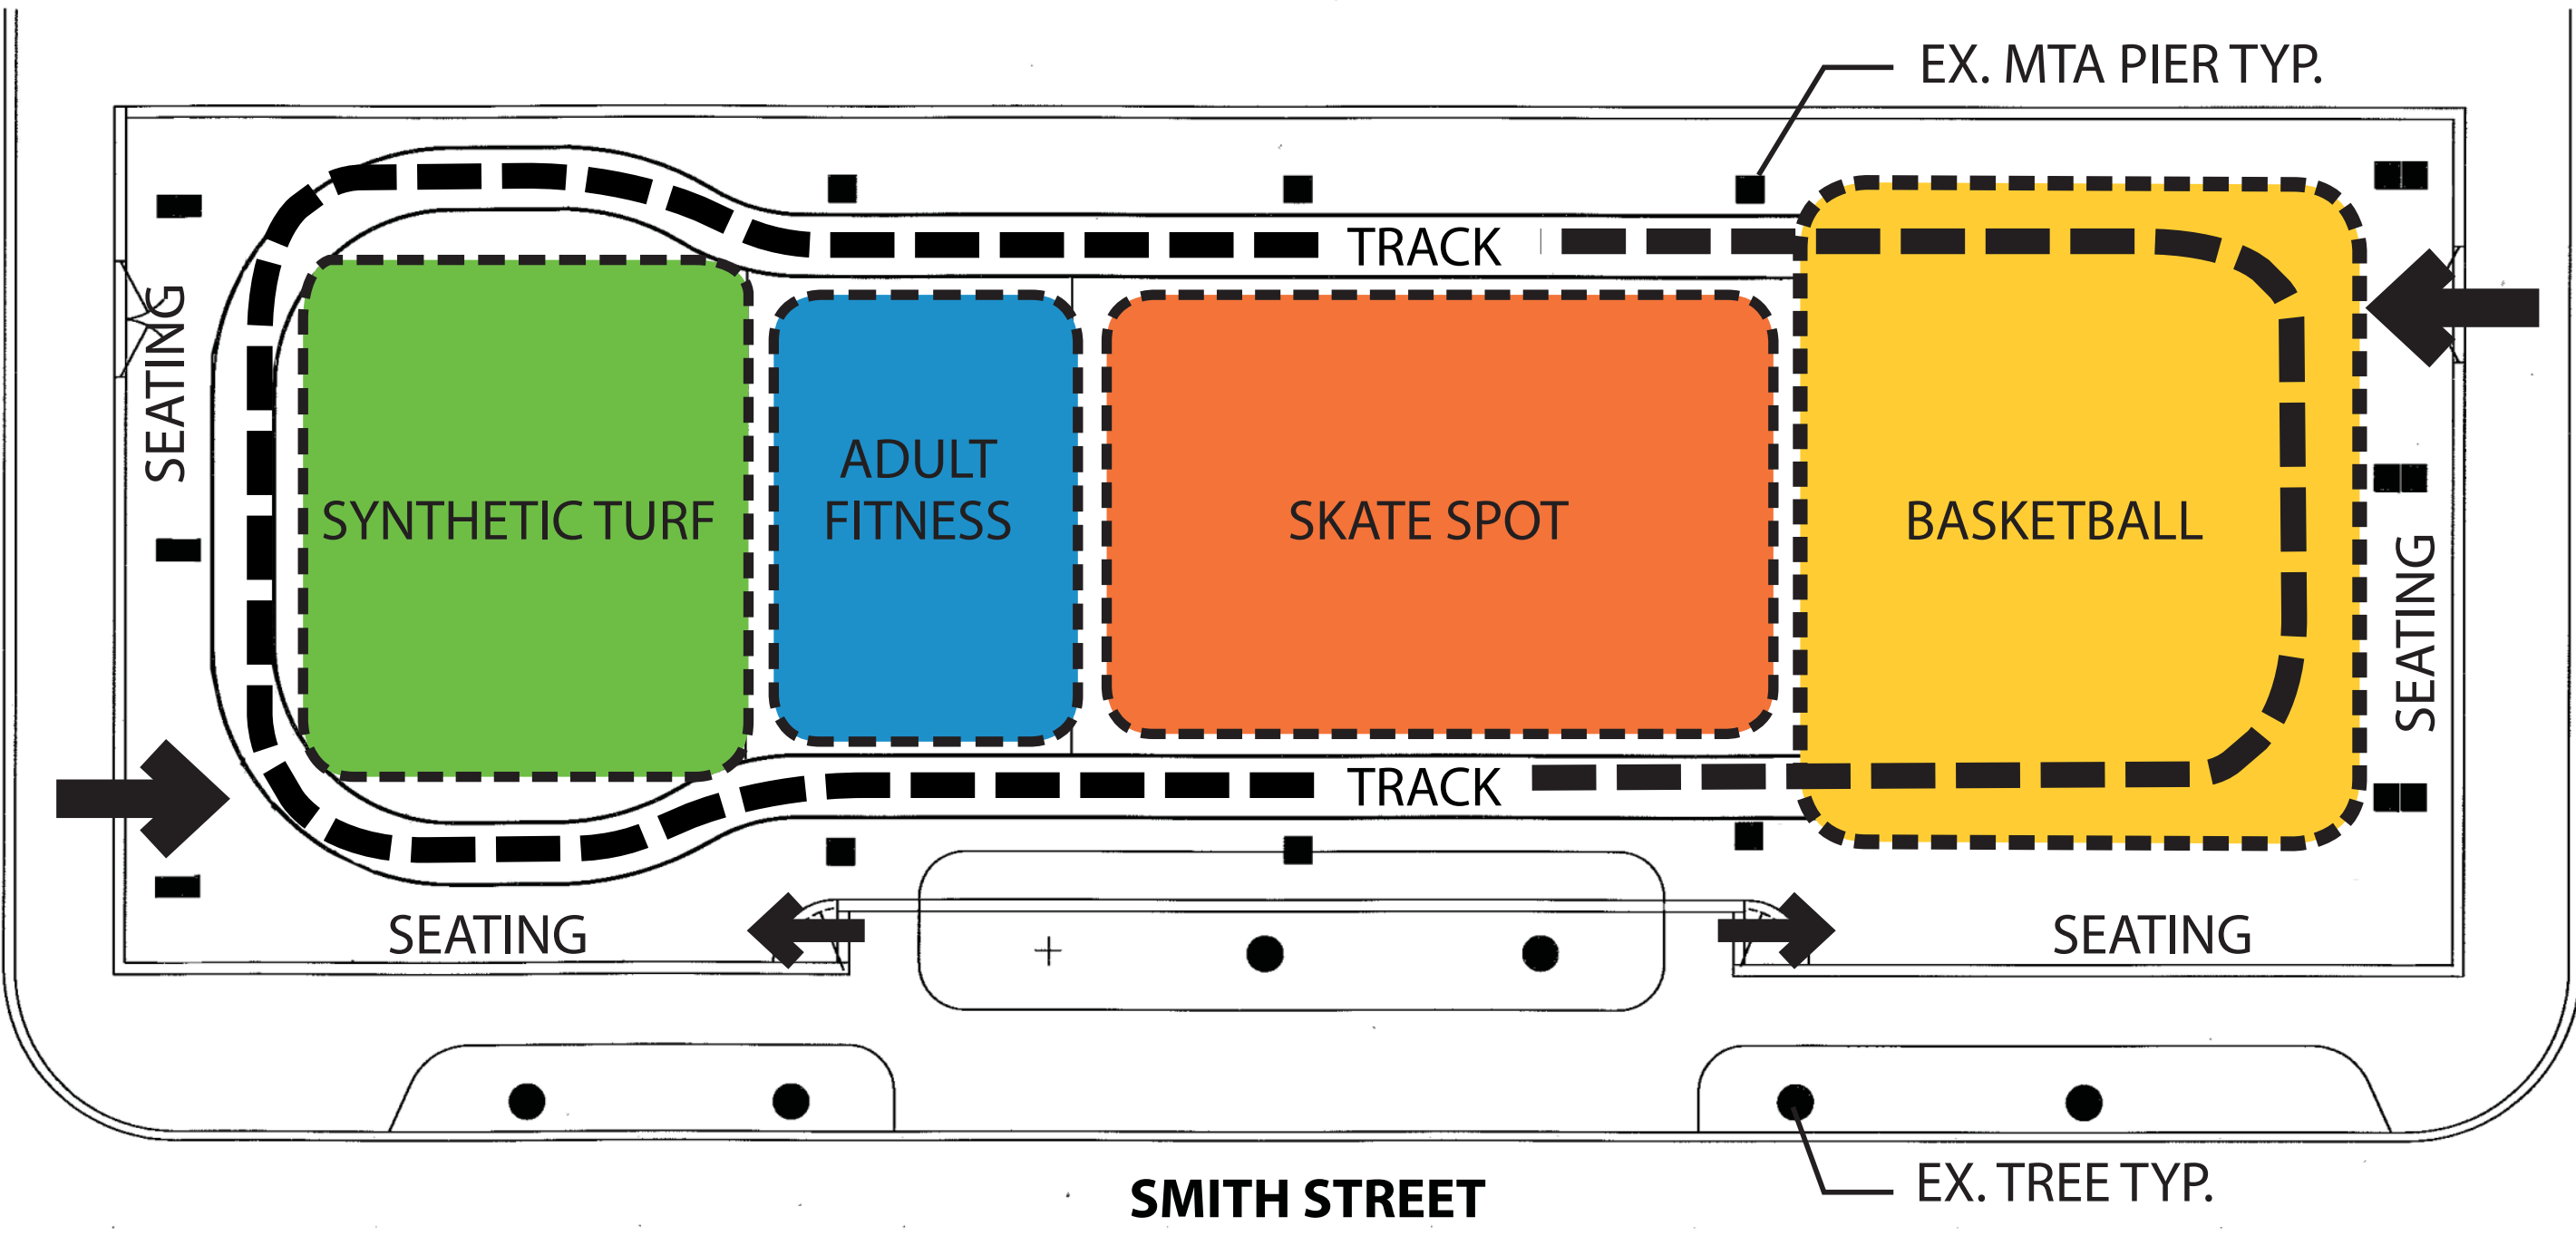 EX. MTA PIER TYP.
TRACK
SEATING
SYNTHETIC TURF
ADULT
FITNESS
SKATE SPOT
BASKETBALL
SEATING
TRACK
SEATING
SEATING
EX. TREE TYP.
SMITH STREET